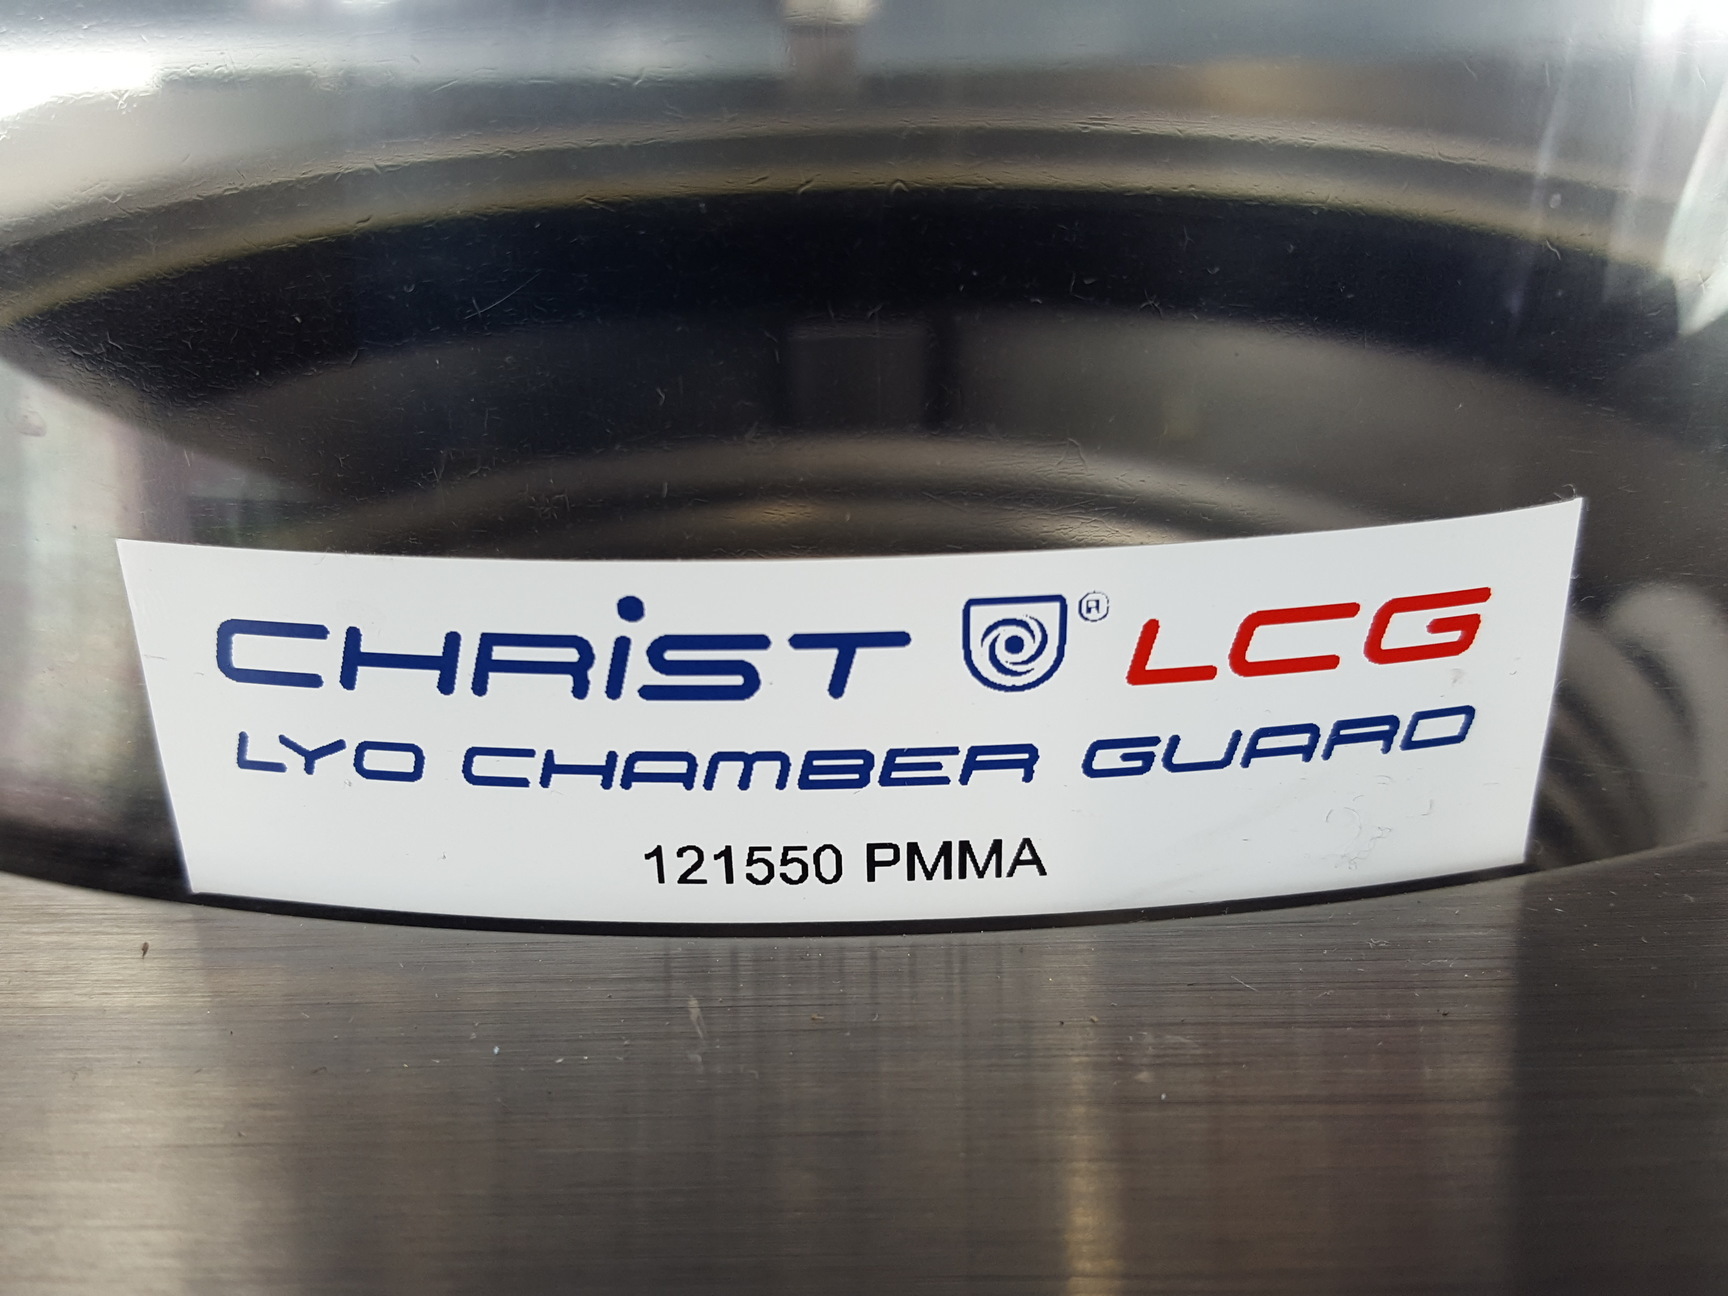 CHRiST ® LCG
LYO CHAMBER GUARD
121550 PMMA